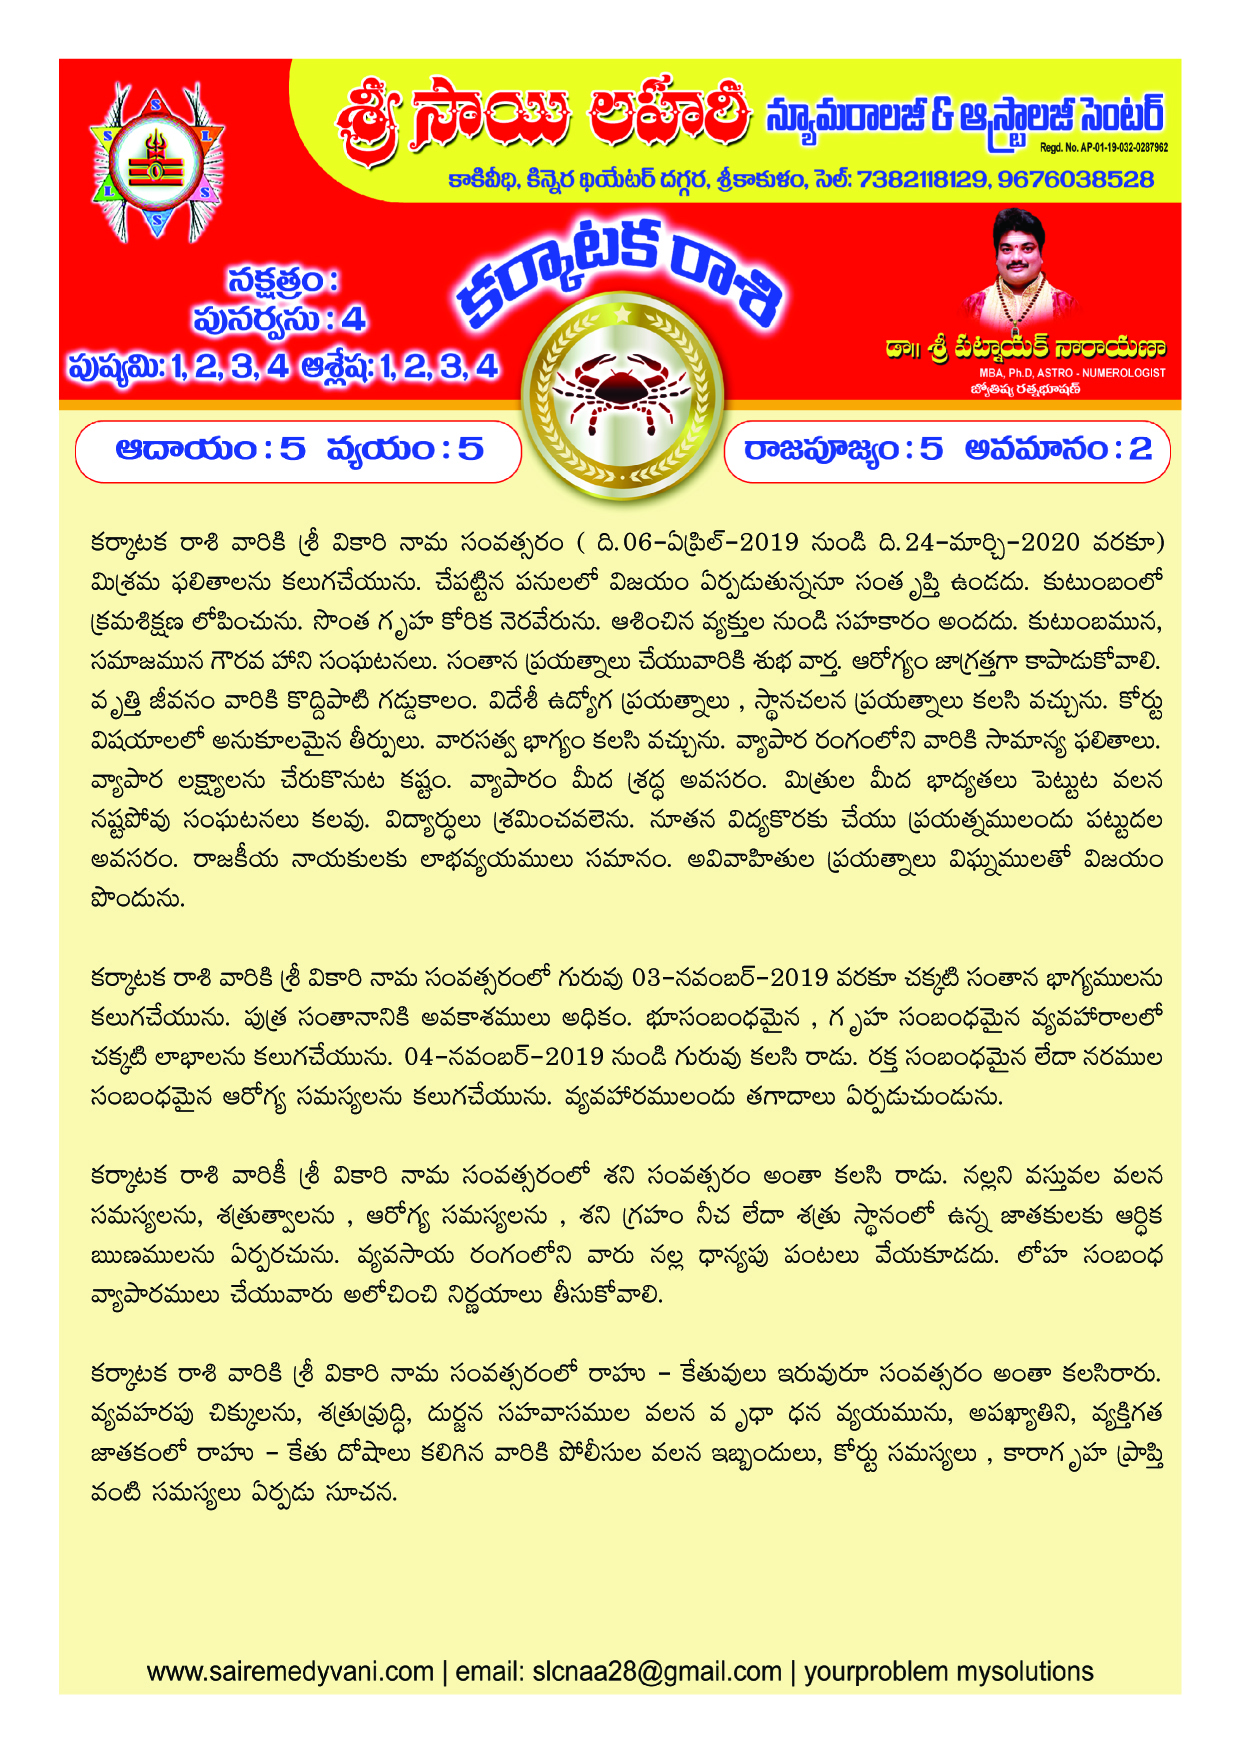 శ్రీ సాయి లహరి న్యూమరాలజీ & ఆస్ట్రాలజీ సెంటర్
Regd. No. AP-01-19-032-0287962
కాకివీధి, కిన్నెర థియేటర్ దగ్గర, శ్రీకాకుళం, సెల్: 7382118129, 9676038528
S
S L
L S
S
కర్కాటక రాశి
నక్షత్రం :
పునర్వసు : 4
పుష్యమి: 1, 2, 3, 4 ఆశ్లేష: 1, 2, 3, 4
డా॥ శ్రీ పట్నాయక్ నారాయణా
MBA, Ph.D, ASTRO - NUMEROLOGIST
జ్యోతిష్య రత్నభూషణ్
ఆదాయం : 5 వ్యయం : 5
రాజపూజ్యం : 5 అవమానం : 2
కర్కాటక రాశి వారికి శ్రీ వికారి నామ సంవత్సరం ( ది.06-ఏప్రిల్-2019 నుండి ది.24-మార్చి-2020 వరకూ)
మిశ్రమ ఫలితాలను కలుగచేయును. చేపట్టిన పనులలో విజయం ఏర్పడుతున్ననూ సంతృప్తి ఉండదు. కుటుంబంలో
క్రమశిక్షణ లోపించును. సొంత గృహ కోరిక నెరవేరును. ఆశించిన వ్యక్తుల నుండి సహకారం అందదు. కుటుంబమున,
సమాజమున గౌరవ హాని సంఘటనలు. సంతాన ప్రయత్నాలు చేయువారికి శుభ వార్త. ఆరోగ్యం జాగ్రత్తగా కాపాడుకోవాలి.
వృత్తి జీవనం వారికి కొద్దిపాటి గడ్డుకాలం. విదేశీ ఉద్యోగ ప్రయత్నాలు , స్థానచలన ప్రయత్నాలు కలసి వచ్చును. కోర్టు
విషయాలలో అనుకూలమైన తీర్పులు. వారసత్వ భాగ్యం కలసి వచ్చును. వ్యాపార రంగంలోని వారికి సామాన్య ఫలితాలు.
వ్యాపార లక్ష్యాలను చేరుకొనుట కష్టం. వ్యాపారం మీద శ్రద్ధ అవసరం. మిత్రుల మీద భాద్యతలు పెట్టుట వలన
నష్టపోవు సంఘటనలు కలవు. విద్యార్ధులు శ్రమించవలెను. నూతన విద్యకొరకు చేయు ప్రయత్నములందు పట్టుదల
అవసరం. రాజకీయ నాయకులకు లాభవ్యయములు సమానం. అవివాహితుల ప్రయత్నాలు విఘ్నములతో విజయం
పొందును.
కర్కాటక రాశి వారికి శ్రీ వికారి నామ సంవత్సరంలో గురువు 03-నవంబర్-2019 వరకూ చక్కటి సంతాన భాగ్యములను
కలుగచేయును. పుత్ర సంతానానికి అవకాశములు అధికం. భూసంబంధమైన , గృహ సంబంధమైన వ్యవహారాలలో
చక్కటి లాభాలను కలుగచేయును. 04-నవంబర్-2019 నుండి గురువు కలసి రాడు. రక్త సంబంధమైన లేదా నరముల
సంబంధమైన ఆరోగ్య సమస్యలను కలుగచేయును. వ్యవహారములందు తగాదాలు ఏర్పడుచుండును.
కర్కాటక రాశి వారికీ శ్రీ వికారి నామ సంవత్సరంలో శని సంవత్సరం అంతా కలసి రాడు. నల్లని వస్తువల వలన
సమస్యలను, శత్రుత్వాలను , ఆరోగ్య సమస్యలను , శని గ్రహం నీచ లేదా శత్రు స్థానంలో ఉన్న జాతకులకు ఆర్ధిక
ఋణములను ఏర్పరచును. వ్యవసాయ రంగంలోని వారు నల్ల ధాన్యపు పంటలు వేయకూడదు. లోహ సంబంధ
వ్యాపారములు చేయువారు అలోచించి నిర్ణయాలు తీసుకోవాలి.
కర్కాటక రాశి వారికి శ్రీ వికారి నామ సంవత్సరంలో రాహు - కేతువులు ఇరువురూ సంవత్సరం అంతా కలసిరారు.
వ్యవహరపు చిక్కులను, శత్రువ్రుద్ధి, దుర్జన సహవాసముల వలన వృధా ధన వ్యయమును, అపఖ్యాతిని, వ్యక్తిగత
జాతకంలో రాహు - కేతు దోషాలు కలిగిన వారికి పోలీసుల వలన ఇబ్బందులు, కోర్టు సమస్యలు , కారాగృహ ప్రాప్తి
వంటి సమస్యలు ఏర్పడు సూచన.
www.sairemedyvani.com | email: slcnaa28@gmail.com | yourproblem mysolutions